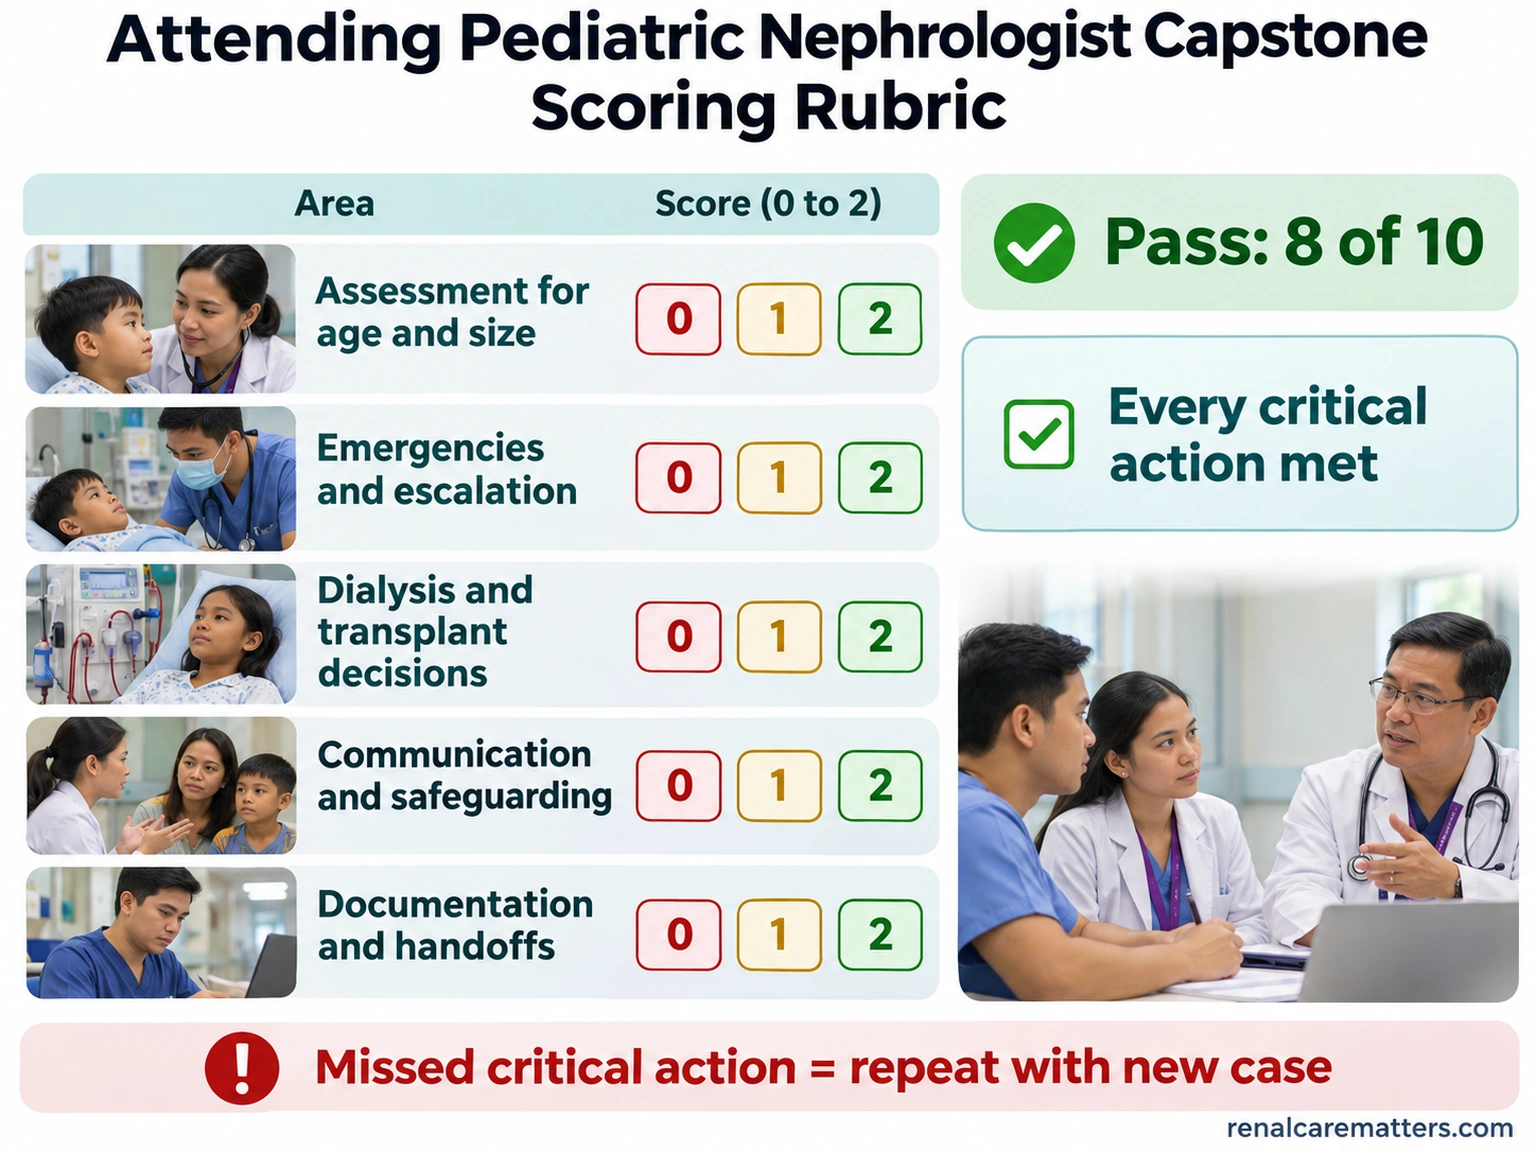 Attending Pediatric Nephrologist Capstone
Scoring Rubric
Area
Score (0 to 2)
Assessment for
age and size
0 1 2
Emergencies
and escalation
0 1 2
Dialysis and
transplant
decisions
0 1 2
Communication
and safeguarding
0 1 2
Documentation
and handoffs
0 1 2
Pass: 8 of 10
Every critical
action met
Missed critical action = repeat with new case
renalcarematters.com